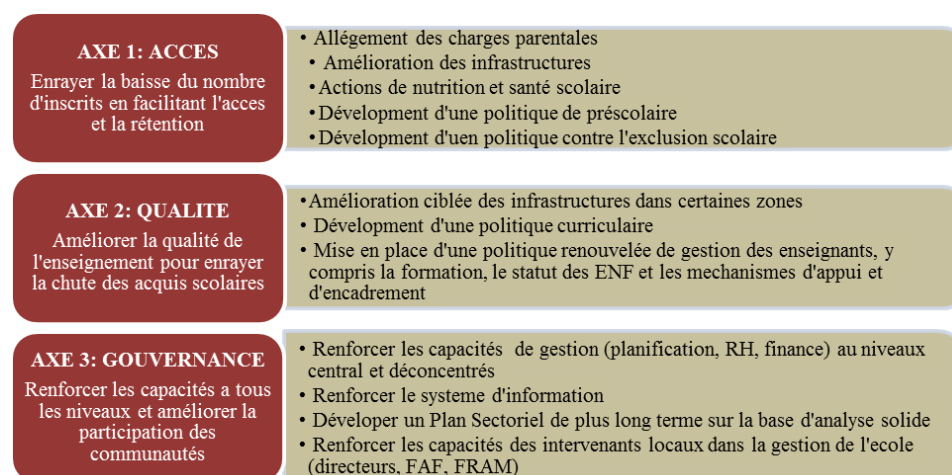 AXE 1: ACCES
Enrayer la baisse du nombre
d'inscrits en facilitant l'acces
et la rétention
• Allégement des charges parentales
• Amélioration des infrastructures
• Actions de nutrition et santé scolaire
• Dévelopment d'une politique de préscolaire
• Dévelopment d'uen politique contre l'exclusion scolaire
AXE 2: QUALITE
Améliorer la qualité de
l'enseignement pour enrayer
la chute des acquis scolaires
• Amélioration ciblée des infrastructures dans certaines zones
• Dévelopment d'une politique curriculaire
• Mise en place d'une politique renouvelée de gestion des enseignants, y
compris la formation, le statut des ENF et les mechanismes d'appui et
d'encadrement
AXE 3: GOUVERNANCE
Renforcer les capacités a tous
les niveaux et améliorer la
participation des
communautés
• Renforcer les capacités de gestion (planification, RH, finance) au niveaux
central et déconcentrés
• Renforcer le systeme d'information
• Déveloper un Plan Sectoriel de plus long terme sur la base d'analyse solide
• Renforcer les capacités des intervenants locaux dans la gestion de l'ecole
(directeurs, FAF, FRAM)